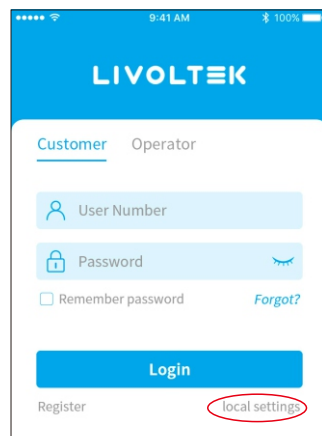 9:41 AM 100%
LIVOLTEK
Customer Operator
User Number
Password
Remember password Forgot?
Login
Register local settings